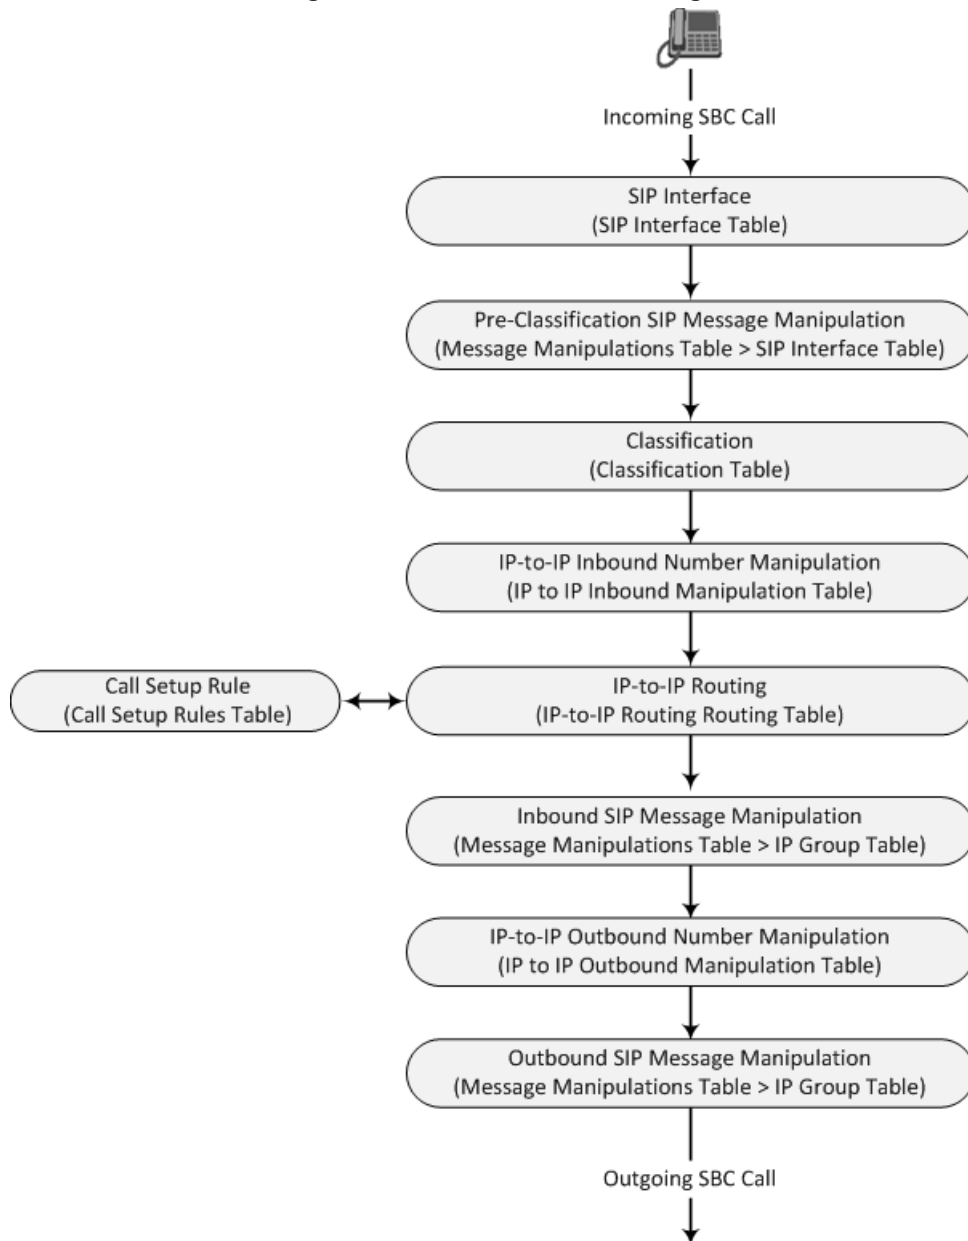 Incoming SBC Call
SIP Interface
(SIP Interface Table)
Pre-Classification SIP Message Manipulation
(Message Manipulations Table > SIP Interface Table)
Classification
(Classification Table)
IP-to-IP Inbound Number Manipulation
(IP to IP Inbound Manipulation Table)
Call Setup Rule
(Call Setup Rules Table)
IP-to-IP Routing
(IP-to-IP Routing Routing Table)
Inbound SIP Message Manipulation
(Message Manipulations Table > IP Group Table)
IP-to-IP Outbound Number Manipulation
(IP to IP Outbound Manipulation Table)
Outbound SIP Message Manipulation
(Message Manipulations Table > IP Group Table)
Outgoing SBC Call